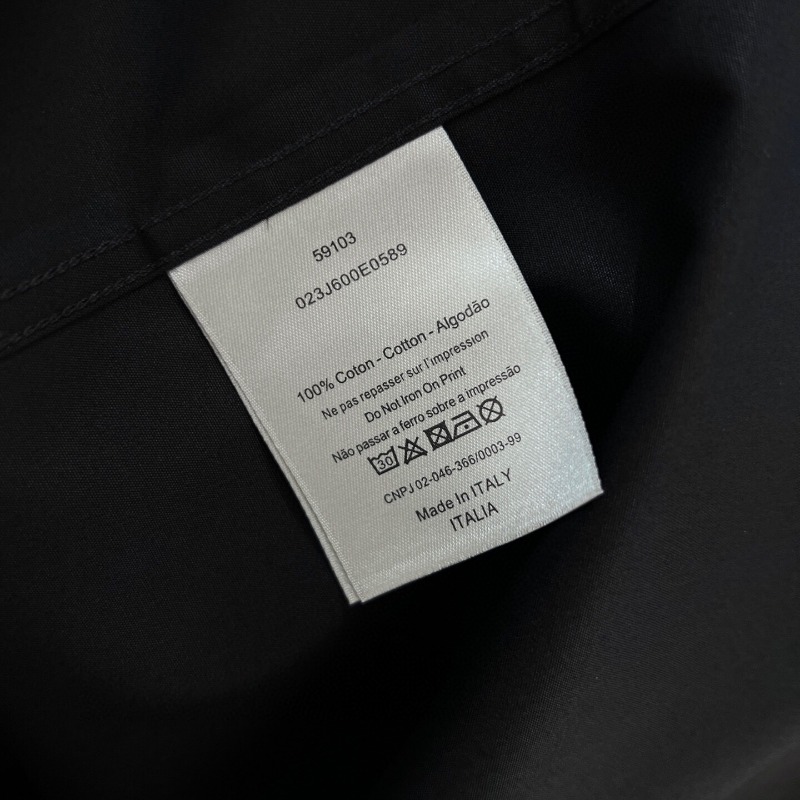 59103
023J600E0589
100% Coton - Cotton - Algodão
Ne pas repasser sur l'impression
Do Not Iron On Print
Não passar a ferro sobre a impressão
30
CNPJ 02-046-366/0003-99
Made In ITALY
ITALIA